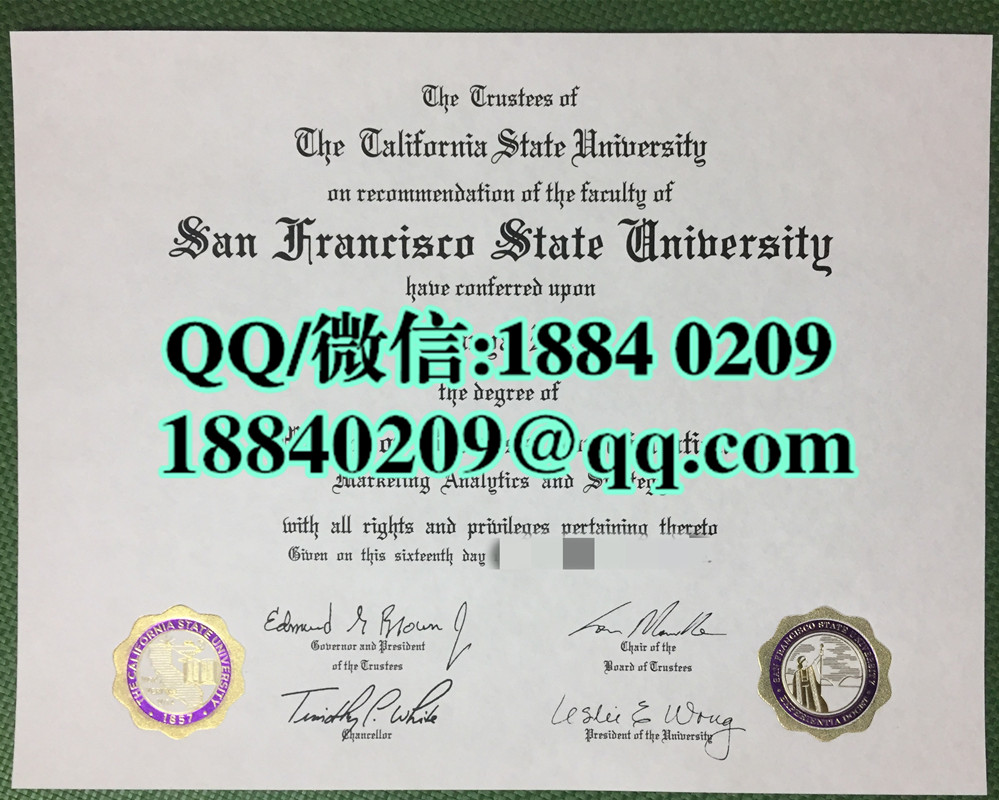 The Trustees of
The California State University
on recommendation of the faculty of
San Francisco State University
have conferred upon
QQ/微信:1884 0209
the degree of
18840209@qq.com
Marketing Analytics and Strategy
with all rights and privileges pertaining thereto
Given on this sixteenth day
THE CALIFORNIA STATE UNIVERSITY
1857
Edmund G Brown Jr
Governor and President
of the Trustees
Timothy P. White
Chancellor
Chair of the
Board of Trustees
Leslie E Wong
President of the University
SAN FRANCISCO STATE UNIVERSITY
EXPERIENTIA DOCET